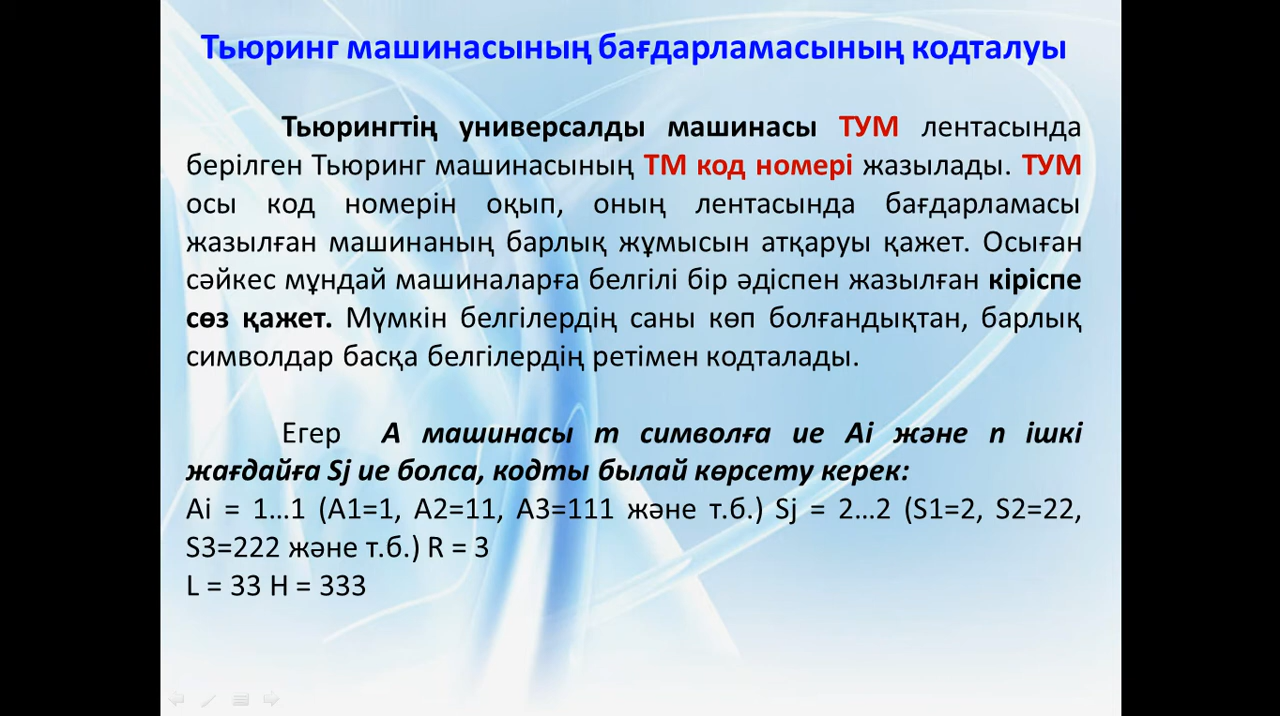 Тьюринг машинасының бағдарламасының кодталуы
Тьюрингтің универсалды машинасы ТУМ лентасында
берілген Тьюринг машинасының ТМ код номері жазылады. ТУМ
осы код номерін оқып, оның лентасында бағдарламасы
жазылған машинаның барлық жұмысын атқаруы қажет. Осыған
сәйкес мұндай машиналарға белгілі бір әдіспен жазылған кіріспе
сөз қажет. Мүмкін белгілердің саны көп болғандықтан, барлық
символдар басқа белгілердің ретімен кодталады.
Егер А машинасы m символға ие Ai және n ішкі
жағдайға Sj ие болса, кодты былай көрсету керек:
Ai = 1…1 (A1=1, A2=11, A3=111 және т.б.) Sj = 2…2 (S1=2, S2=22,
S3=222 және т.б.) R = 3
L = 33 H = 333